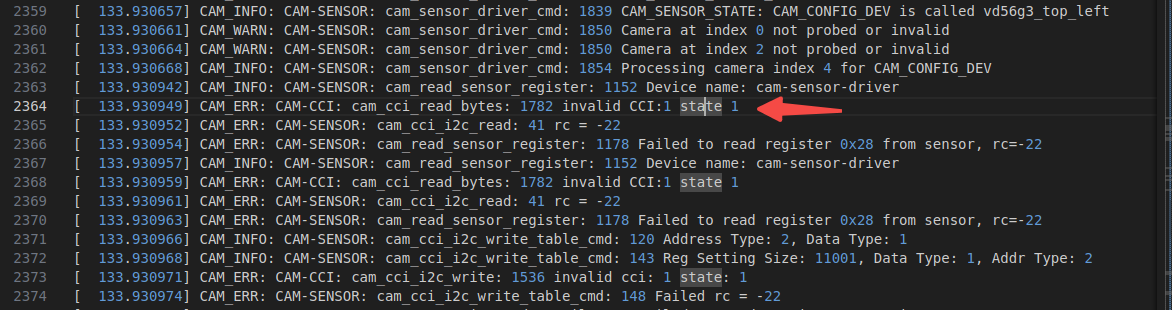 2359 [  133.930657] CAM_INFO: CAM-SENSOR: cam_sensor_driver_cmd: 1839 CAM_SENSOR_STATE: CAM_CONFIG_DEV is called vd56g3_top_left
2360 [  133.930661] CAM_WARN: CAM-SENSOR: cam_sensor_driver_cmd: 1850 Camera at index 0 not probed or invalid
2361 [  133.930664] CAM_WARN: CAM-SENSOR: cam_sensor_driver_cmd: 1850 Camera at index 2 not probed or invalid
2362 [  133.930668] CAM_INFO: CAM-SENSOR: cam_sensor_driver_cmd: 1854 Processing camera index 4 for CAM_CONFIG_DEV
2363 [  133.930942] CAM_INFO: CAM-SENSOR: cam_read_sensor_register: 1152 Device name: cam-sensor-driver
2364 [  133.930949] CAM_ERR: CAM-CCI: cam_cci_read_bytes: 1782 invalid CCI:1 state 1
2365 [  133.930952] CAM_ERR: CAM-SENSOR: cam_cci_i2c_read: 41 rc = -22
2366 [  133.930954] CAM_ERR: CAM-SENSOR: cam_read_sensor_register: 1178 Failed to read register 0x28 from sensor, rc=-22
2367 [  133.930957] CAM_INFO: CAM-SENSOR: cam_read_sensor_register: 1152 Device name: cam-sensor-driver
2368 [  133.930959] CAM_ERR: CAM-CCI: cam_cci_read_bytes: 1782 invalid CCI:1 state 1
2369 [  133.930961] CAM_ERR: CAM-SENSOR: cam_cci_i2c_read: 41 rc = -22
2370 [  133.930963] CAM_ERR: CAM-SENSOR: cam_read_sensor_register: 1178 Failed to read register 0x28 from sensor, rc=-22
2371 [  133.930966] CAM_INFO: CAM-SENSOR: cam_cci_i2c_write_table_cmd: 120 Address Type: 2, Data Type: 1
2372 [  133.930968] CAM_INFO: CAM-SENSOR: cam_cci_i2c_write_table_cmd: 143 Reg Setting Size: 11001, Data Type: 1, Addr Type: 2
2373 [  133.930971] CAM_ERR: CAM-CCI: cam_cci_i2c_write: 1536 invalid cci: 1 state: 1
2374 [  133.930974] CAM_ERR: CAM-SENSOR: cam_cci_i2c_write_table_cmd: 148 Failed rc = -22